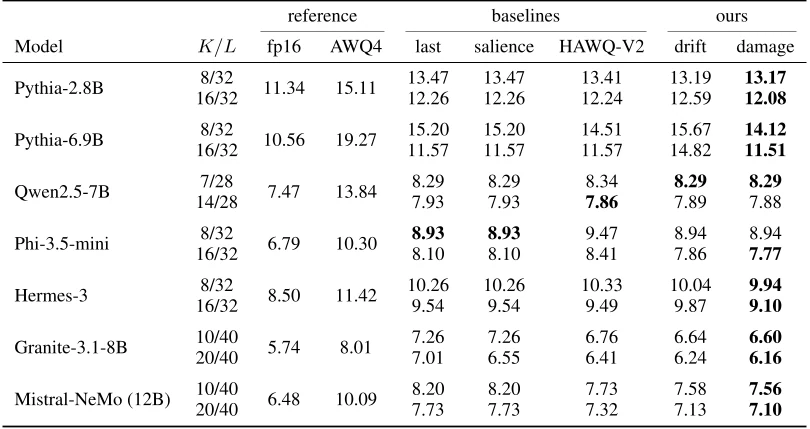 reference baselines ours
Model K/L fp16 AWQ4 last salience HAWQ-V2 drift damage
8/32 13.47 13.47 13.41 13.19 13.17
Pythia-2.8B 11.34 15.11
16/32 12.26 12.26 12.24 12.59 12.08
8/32 15.20 15.20 14.51 15.67 14.12
Pythia-6.9B 10.56 19.27
16/32 11.57 11.57 11.57 14.82 11.51
7/28 8.29 8.29 8.34 8.29 8.29
Qwen2.5-7B 7.47 13.84
14/28 7.93 7.93 7.86 7.89 7.88
8/32 8.93 8.93 9.47 8.94 8.94
Phi-3.5-mini 6.79 10.30
16/32 8.10 8.10 8.41 7.86 7.77
8/32 10.26 10.26 10.33 10.04 9.94
Hermes-3 8.50 11.42
16/32 9.54 9.54 9.49 9.87 9.10
10/40 7.26 7.26 6.76 6.64 6.60
Granite-3.1-8B 5.74 8.01
20/40 7.01 6.55 6.41 6.24 6.16
10/40 8.20 8.20 7.73 7.58 7.56
Mistral-NeMo (12B) 6.48 10.09
20/40 7.73 7.73 7.32 7.13 7.10